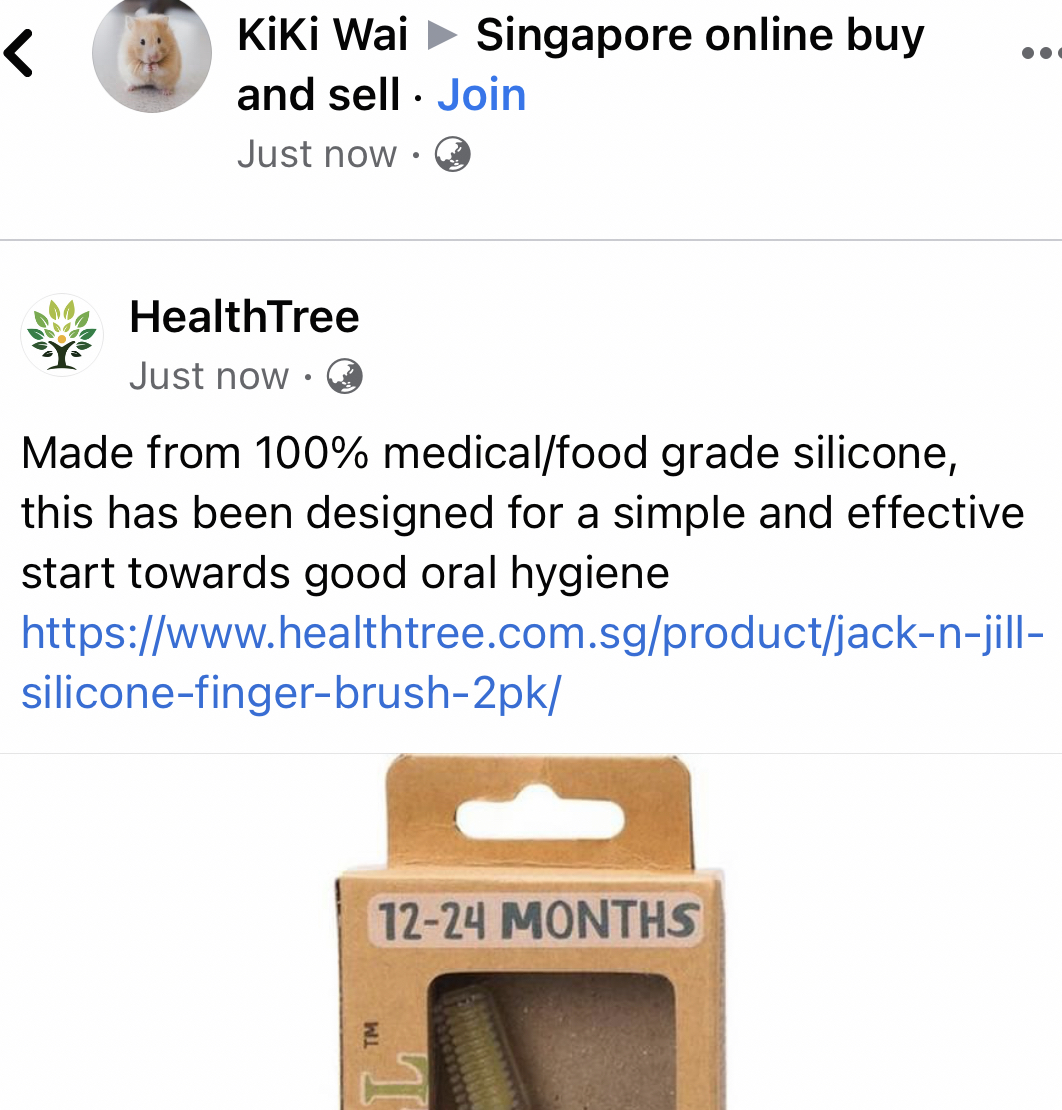 KiKi Wai ▶ Singapore online buy
and sell · Join
Just now ·
HealthTree
Just now ·
Made from 100% medical/food grade silicone,
this has been designed for a simple and effective
start towards good oral hygiene
https://www.healthtree.com.sg/product/jack-n-jill-
silicone-finger-brush-2pk/
12-24 MONTHS
L™